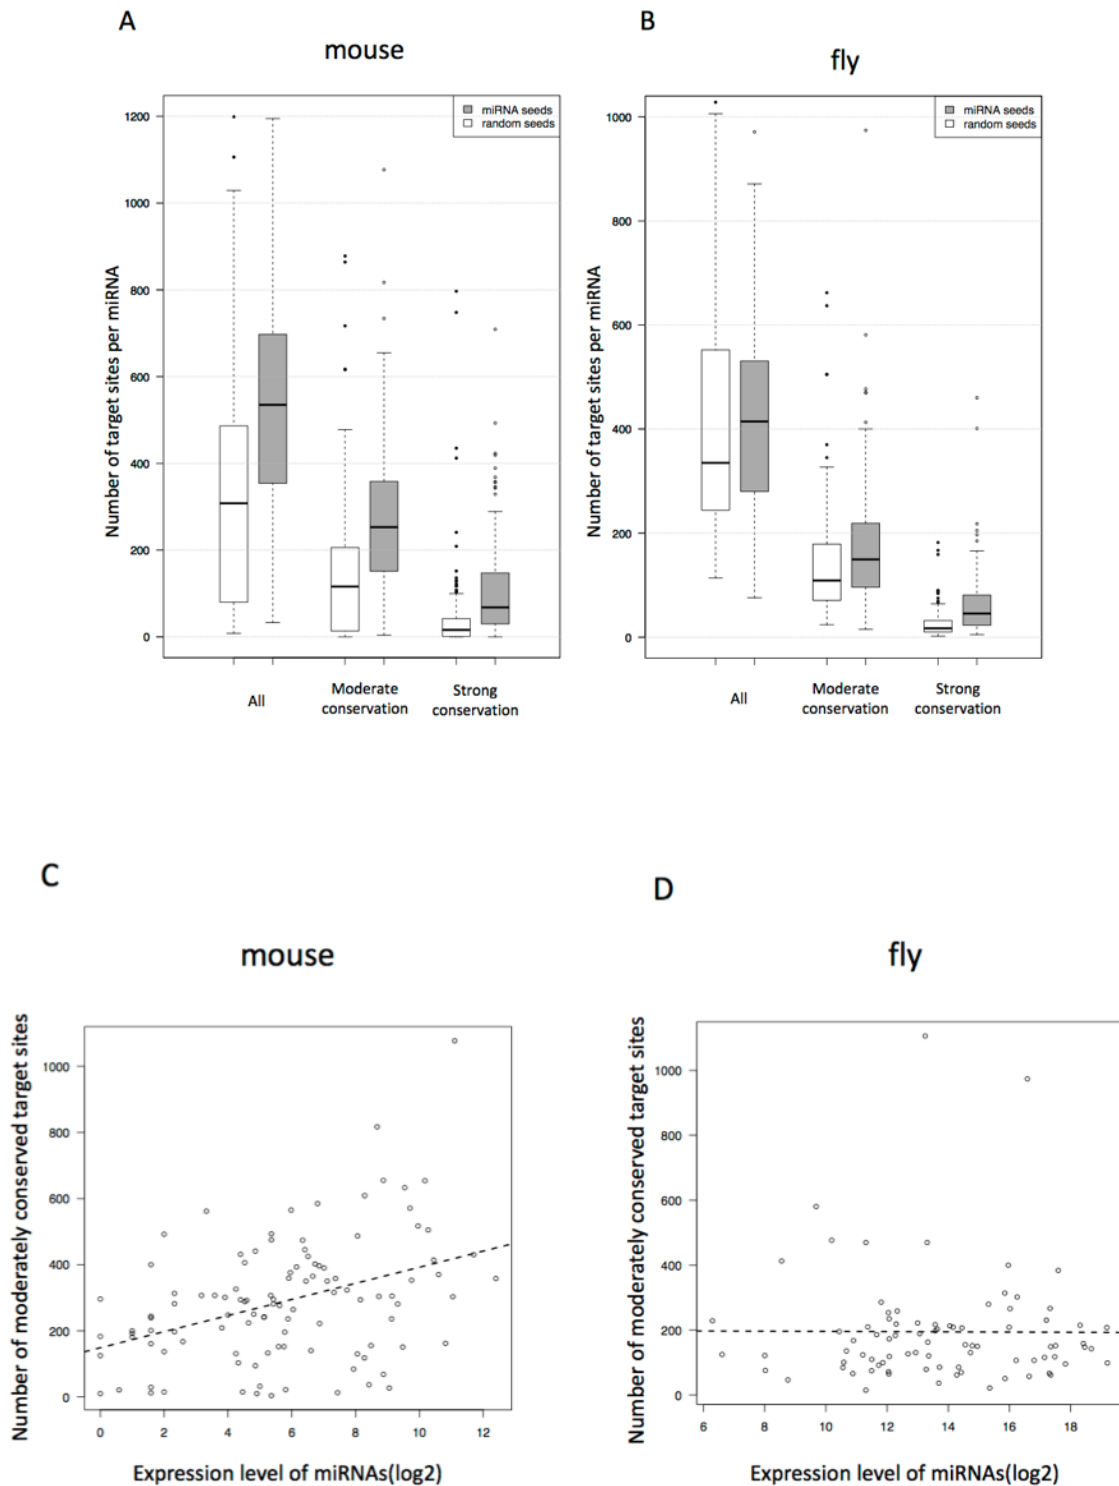 A
mouse
miRNA seeds
random seeds
Number of target sites per miRNA
1200
1000
800
600
400
200
0
All
Moderate
conservation
Strong
conservation
B
fly
miRNA seeds
random seeds
Number of target sites per miRNA
1000
800
600
400
200
0
All
Moderate
conservation
Strong
conservation
C
mouse
Number of moderately conserved target sites
1000
800
600
400
200
0
0 2 4 6 8 10 12
Expression level of miRNAs(log2)
D
fly
Number of moderately conserved target sites
1000
800
600
400
200
0
6 8 10 12 14 16 18
Expression level of miRNAs(log2)